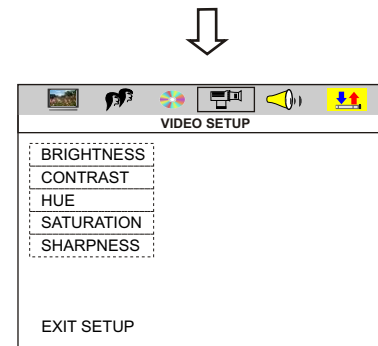 VIDEO SETUP
BRIGHTNESS
CONTRAST
HUE
SATURATION
SHARPNESS
EXIT SETUP